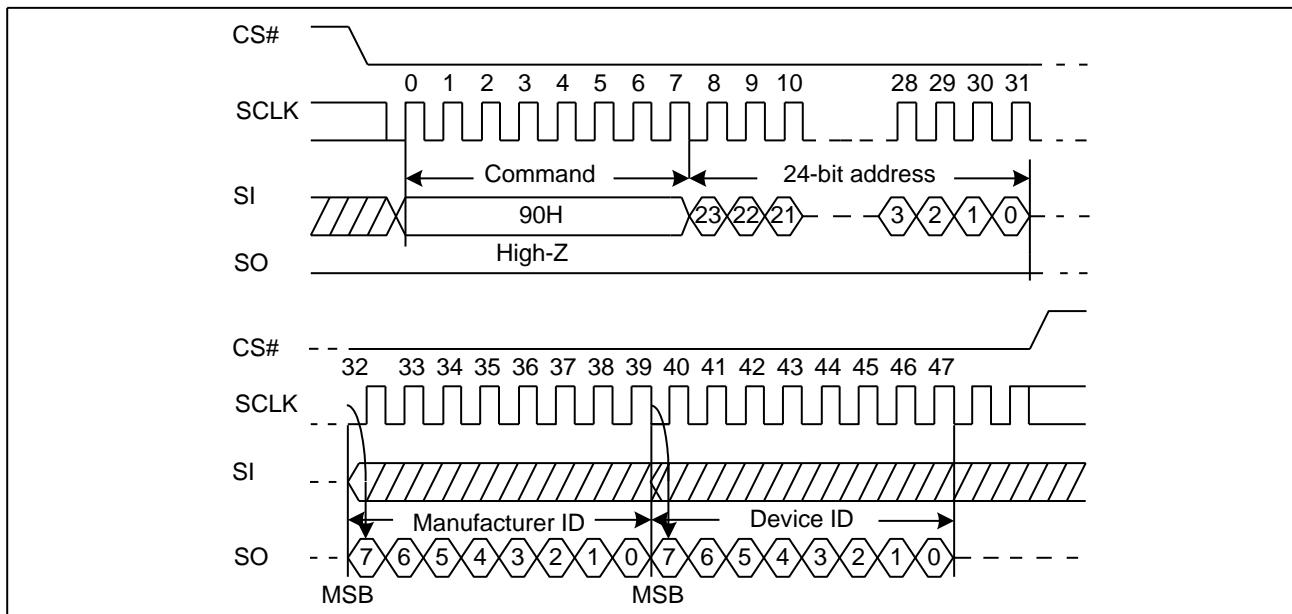 CS#
0 1 2 3 4 5 6 7 8 9 10 28 29 30 31
SCLK
Command 24-bit address
SI
90H 23 22 21 3 2 1 0
High-Z
SO
CS#
32 33 34 35 36 37 38 39 40 41 42 43 44 45 46 47
SCLK
SI
Manufacturer ID Device ID
SO 7 6 5 4 3 2 1 0 7 6 5 4 3 2 1 0
MSB MSB